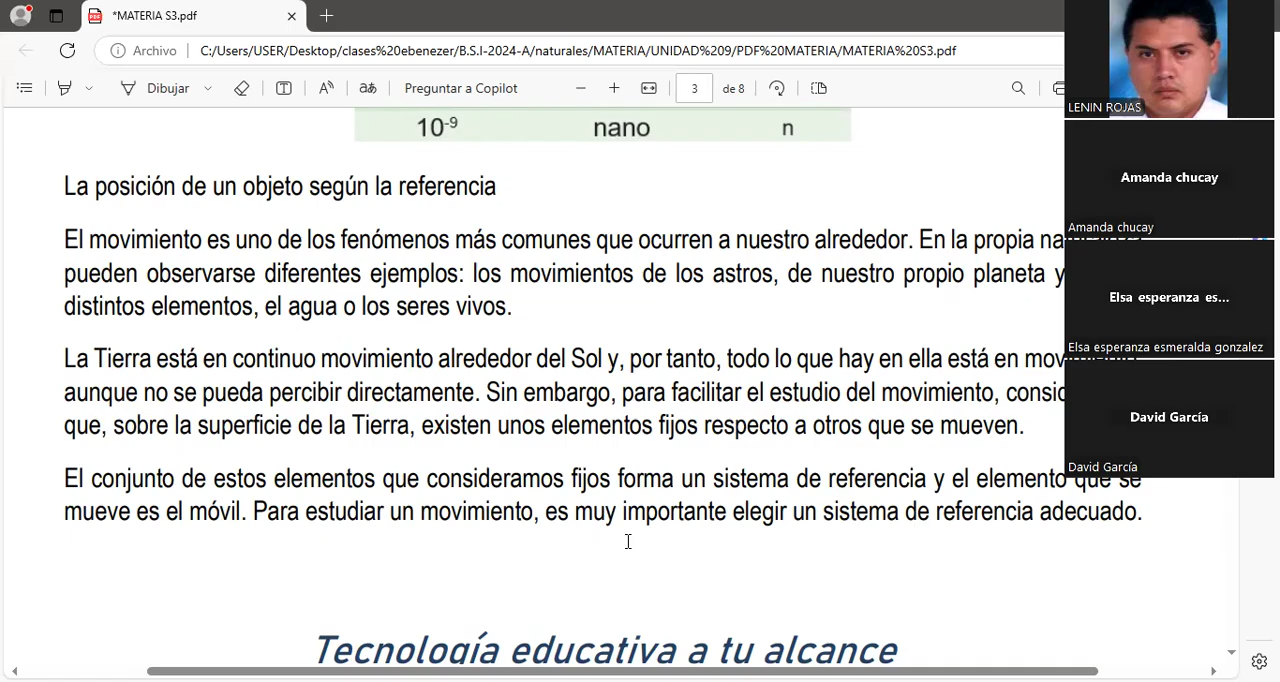 *MATERIA S3.pdf
Archivo C:/Users/USER/Desktop/clases%20ebenezer/B.S.I-2024-A/naturales/MATERIA/UNIDAD%209/PDF%20MATERIA/MATERIA%20S3.pdf
Dibujar aあ Preguntar a Copilot 3 de 8
10-9 nano n
La posición de un objeto según la referencia
El movimiento es uno de los fenómenos más comunes que ocurren a nuestro alrededor. En la propia
pueden observarse diferentes ejemplos: los movimientos de los astros, de nuestro propio planeta y
distintos elementos, el agua o los seres vivos.
La Tierra está en continuo movimiento alrededor del Sol y, por tanto, todo lo que hay en ella está en
aunque no se pueda percibir directamente. Sin embargo, para facilitar el estudio del movimiento,
que, sobre la superficie de la Tierra, existen unos elementos fijos respecto a otros que se mueven.
El conjunto de estos elementos que consideramos fijos forma un sistema de referencia y el elemento que se
mueve es el móvil. Para estudiar un movimiento, es muy importante elegir un sistema de referencia adecuado.
Tecnología educativa a tu alcance
LENIN ROJAS
Amanda chucay
Amanda chucay
Elsa esperanza es...
Elsa esperanza esmeralda gonzalez
David García
David García